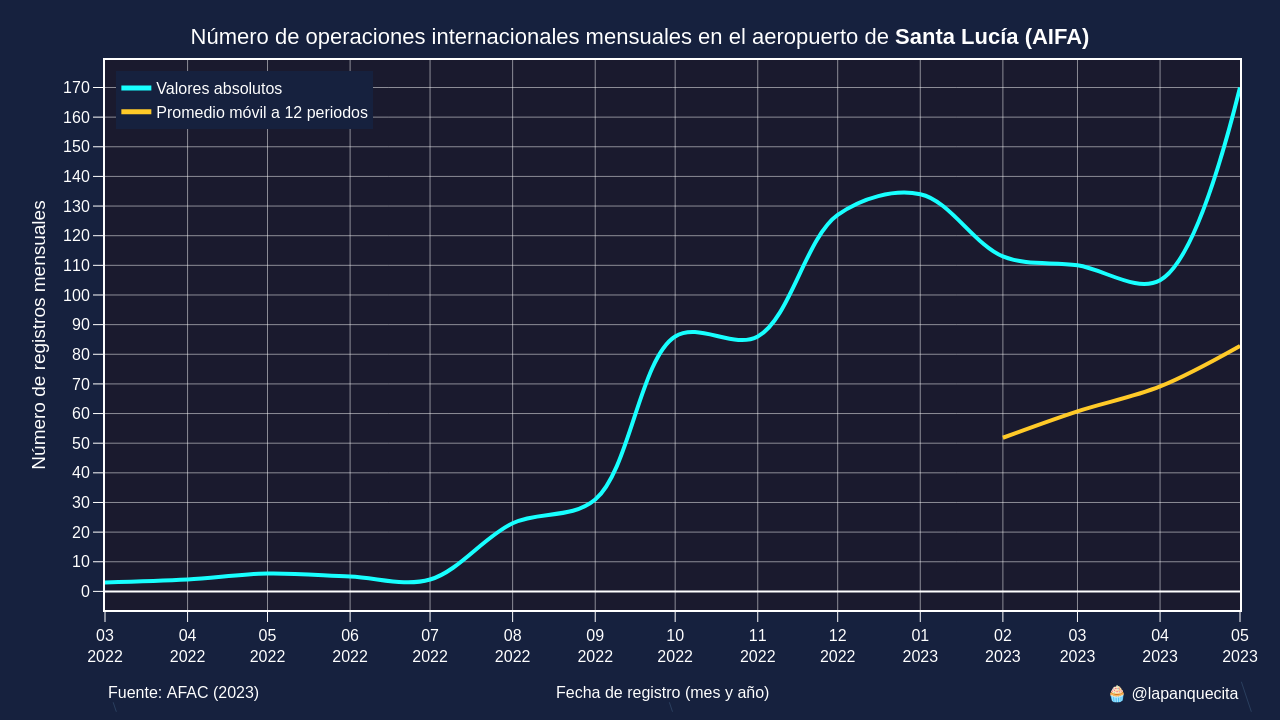 Número de operaciones internacionales mensuales en el aeropuerto de Santa Lucía (AIFA)
Valores absolutos
Promedio móvil a 12 periodos
Número de registros mensuales
170
160
150
140
130
120
110
100
90
80
70
60
50
40
30
20
10
0
03 04 05 06 07 08 09 10 11 12 01 02 03 04 05
2022 2022 2022 2022 2022 2022 2022 2022 2022 2022 2023 2023 2023 2023 2023
Fuente: AFAC (2023) Fecha de registro (mes y año) 🧁 @lapanquecita